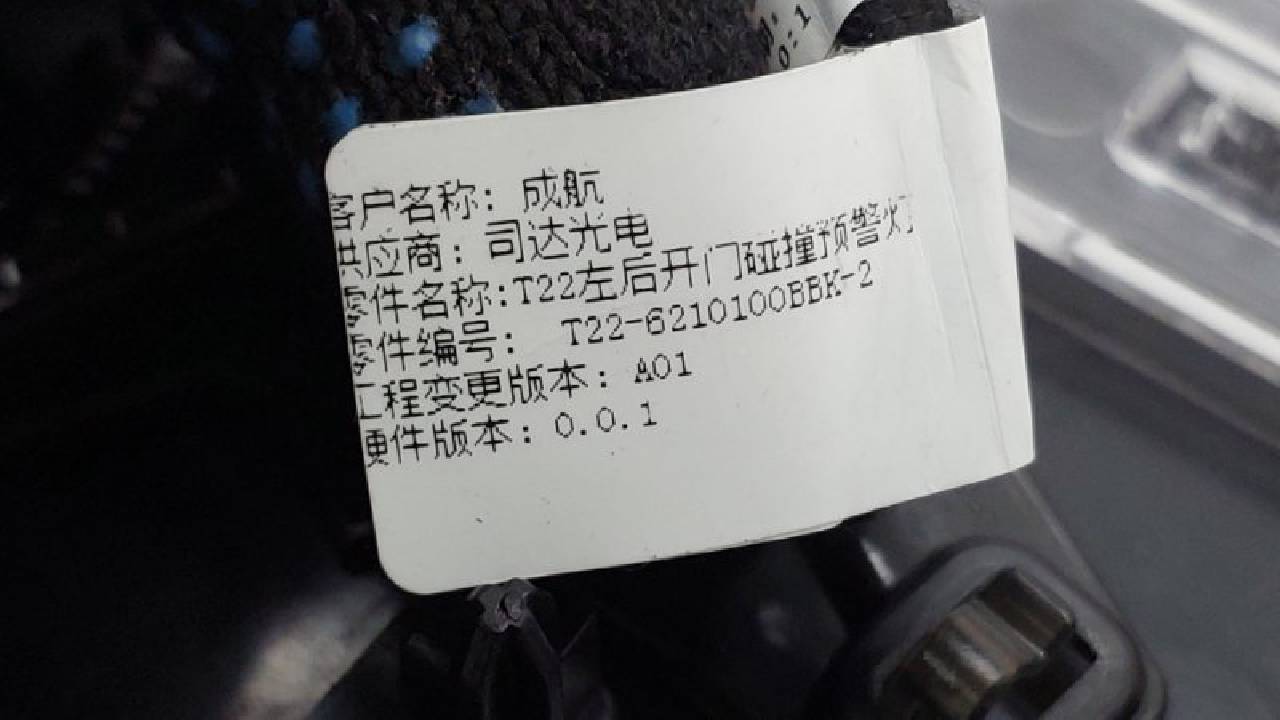 0:1
客户名称: 成航
供应商: 司达光电
零件名称:T22左后开门碰撞预警灯
零件编号: T22-6210100BBK-2
工程变更版本: A01
硬件版本: 0.0.1